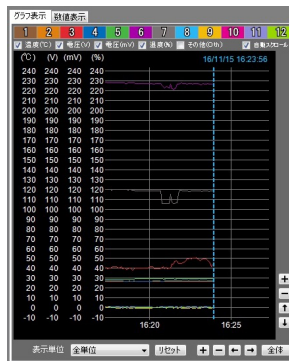 グラフ表示 数値表示
1 2 3 4 5 6 7 8 9 10 11 12
温度(℃) 電圧(V) 電圧(mV) 湿度(%) その他(Oth) 自動スクロール
(℃) (V) (mV) (%) 16/11/15 16:23:56
240 240 240 240
230 230 230 230
220 220 220 220
210 210 210 210
200 200 200 200
190 190 190 190
180 180 180 180
170 170 170 170
160 160 160 160
150 150 150 150
140 140 140 140
130 130 130 130
120 120 120 120
110 110 110 110
100 100 100 100
90 90 90 90
80 80 80 80
70 70 70 70
60 60 60 60
50 50 50 50
40 40 40 40
30 30 30 30
20 20 20 20
10 10 10 10
0 0 0 0
-10 -10 -10 -10
16:20 16:25
表示単位 全単位 リセット + − ← → 全体
+
−
↑
↓